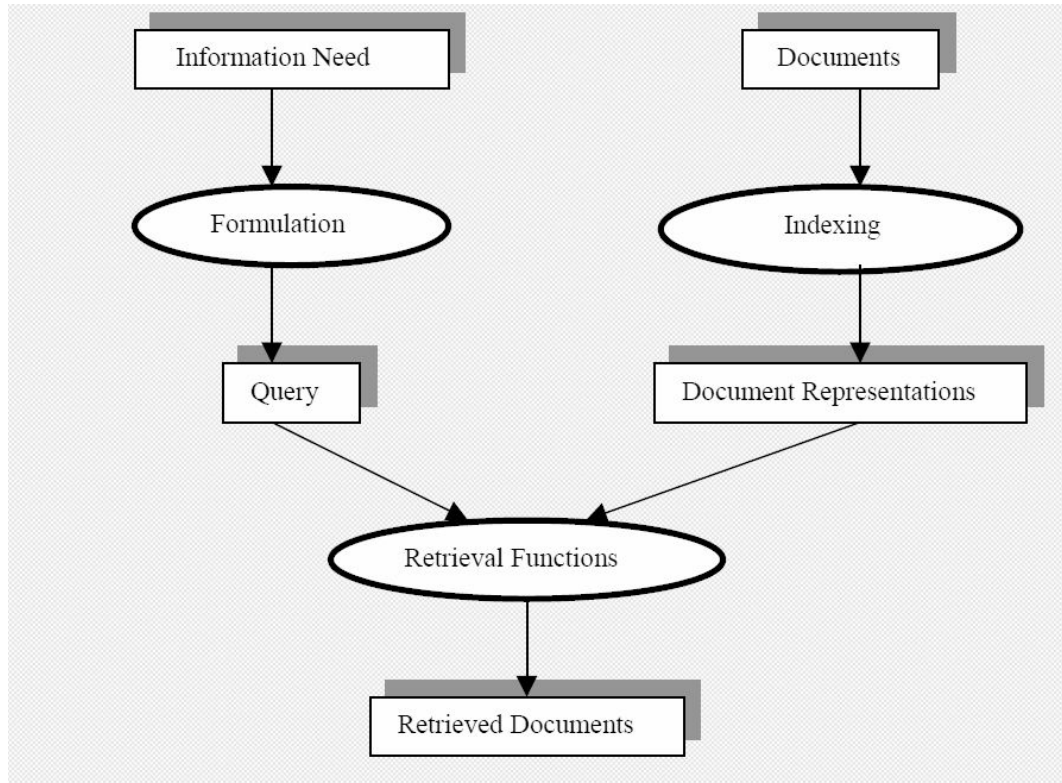 Information Need
Documents
Formulation
Indexing
Query
Document Representations
Retrieval Functions
Retrieved Documents